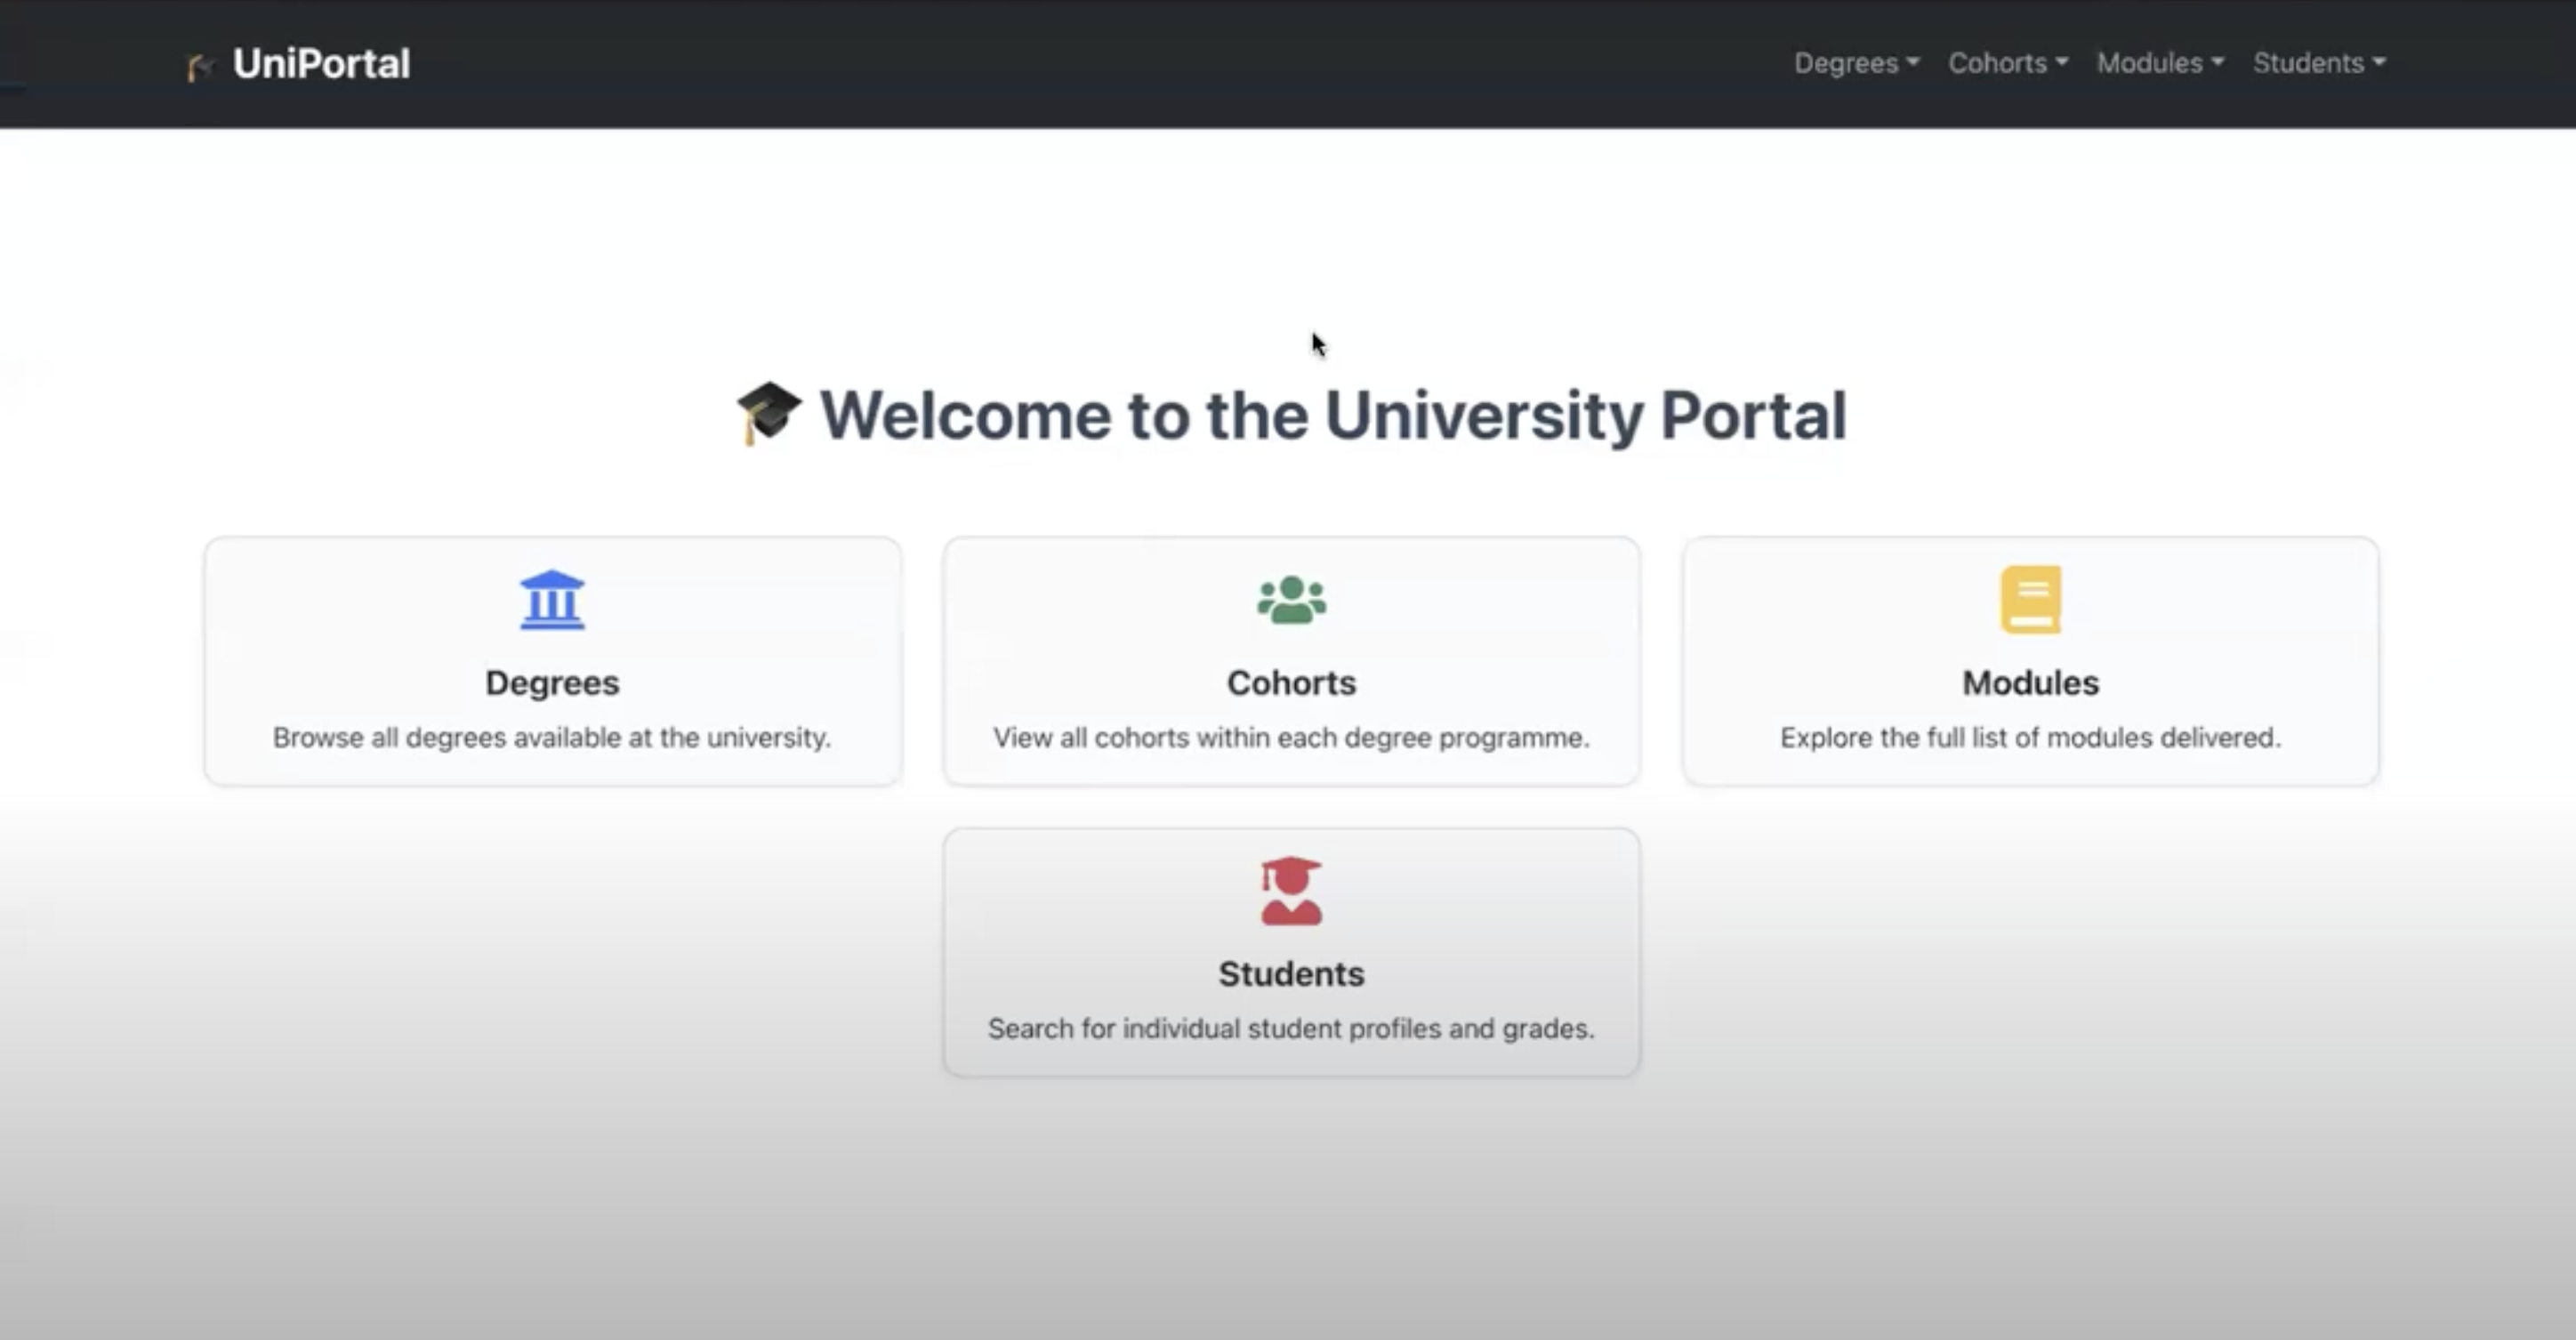 UniPortal
Degrees Cohorts Modules Students
Welcome to the University Portal
Degrees
Browse all degrees available at the university.
Cohorts
View all cohorts within each degree programme.
Modules
Explore the full list of modules delivered.
Students
Search for individual student profiles and grades.